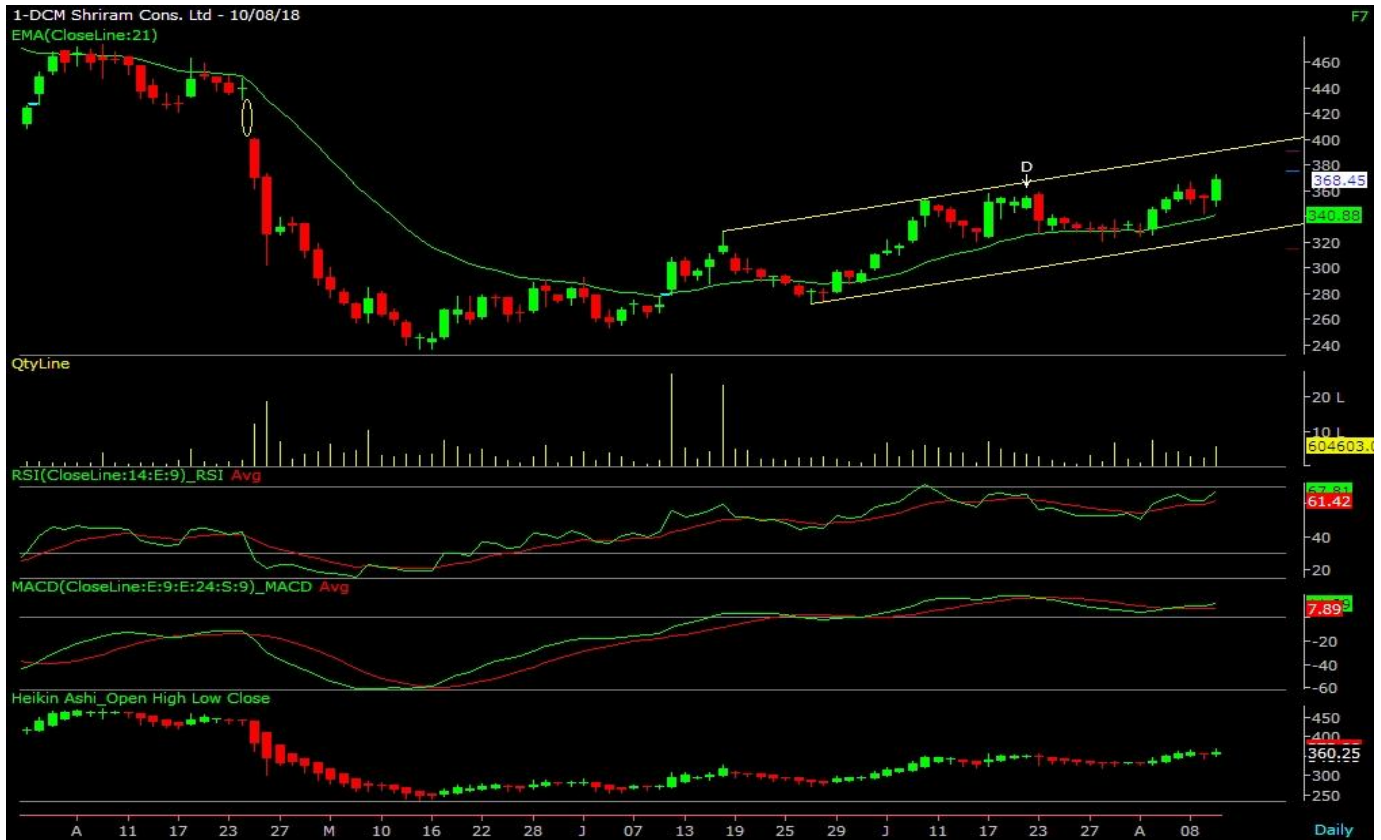 1-DCM Shriram Cons. Ltd - 10/08/18
F7
EMA(CloseLine:21)
460
440
420
400
380
D
368.45
360
340.88
320
300
280
260
240
QtyLine
20 L
10 L
604603.0
RSI(CloseLine:14:E:9)_RSI Avg
67.81
61.42
40
20
MACD(CloseLine:E:9:E:24:S:9)_MACD Avg
7.89
-20
-40
-60
Heikin Ashi_Open High Low Close
450
400
360.25
300
250
A 11 17 23 27 M 10 16 22 28 J 07 13 19 25 29 J 11 17 23 27 A 08 Daily